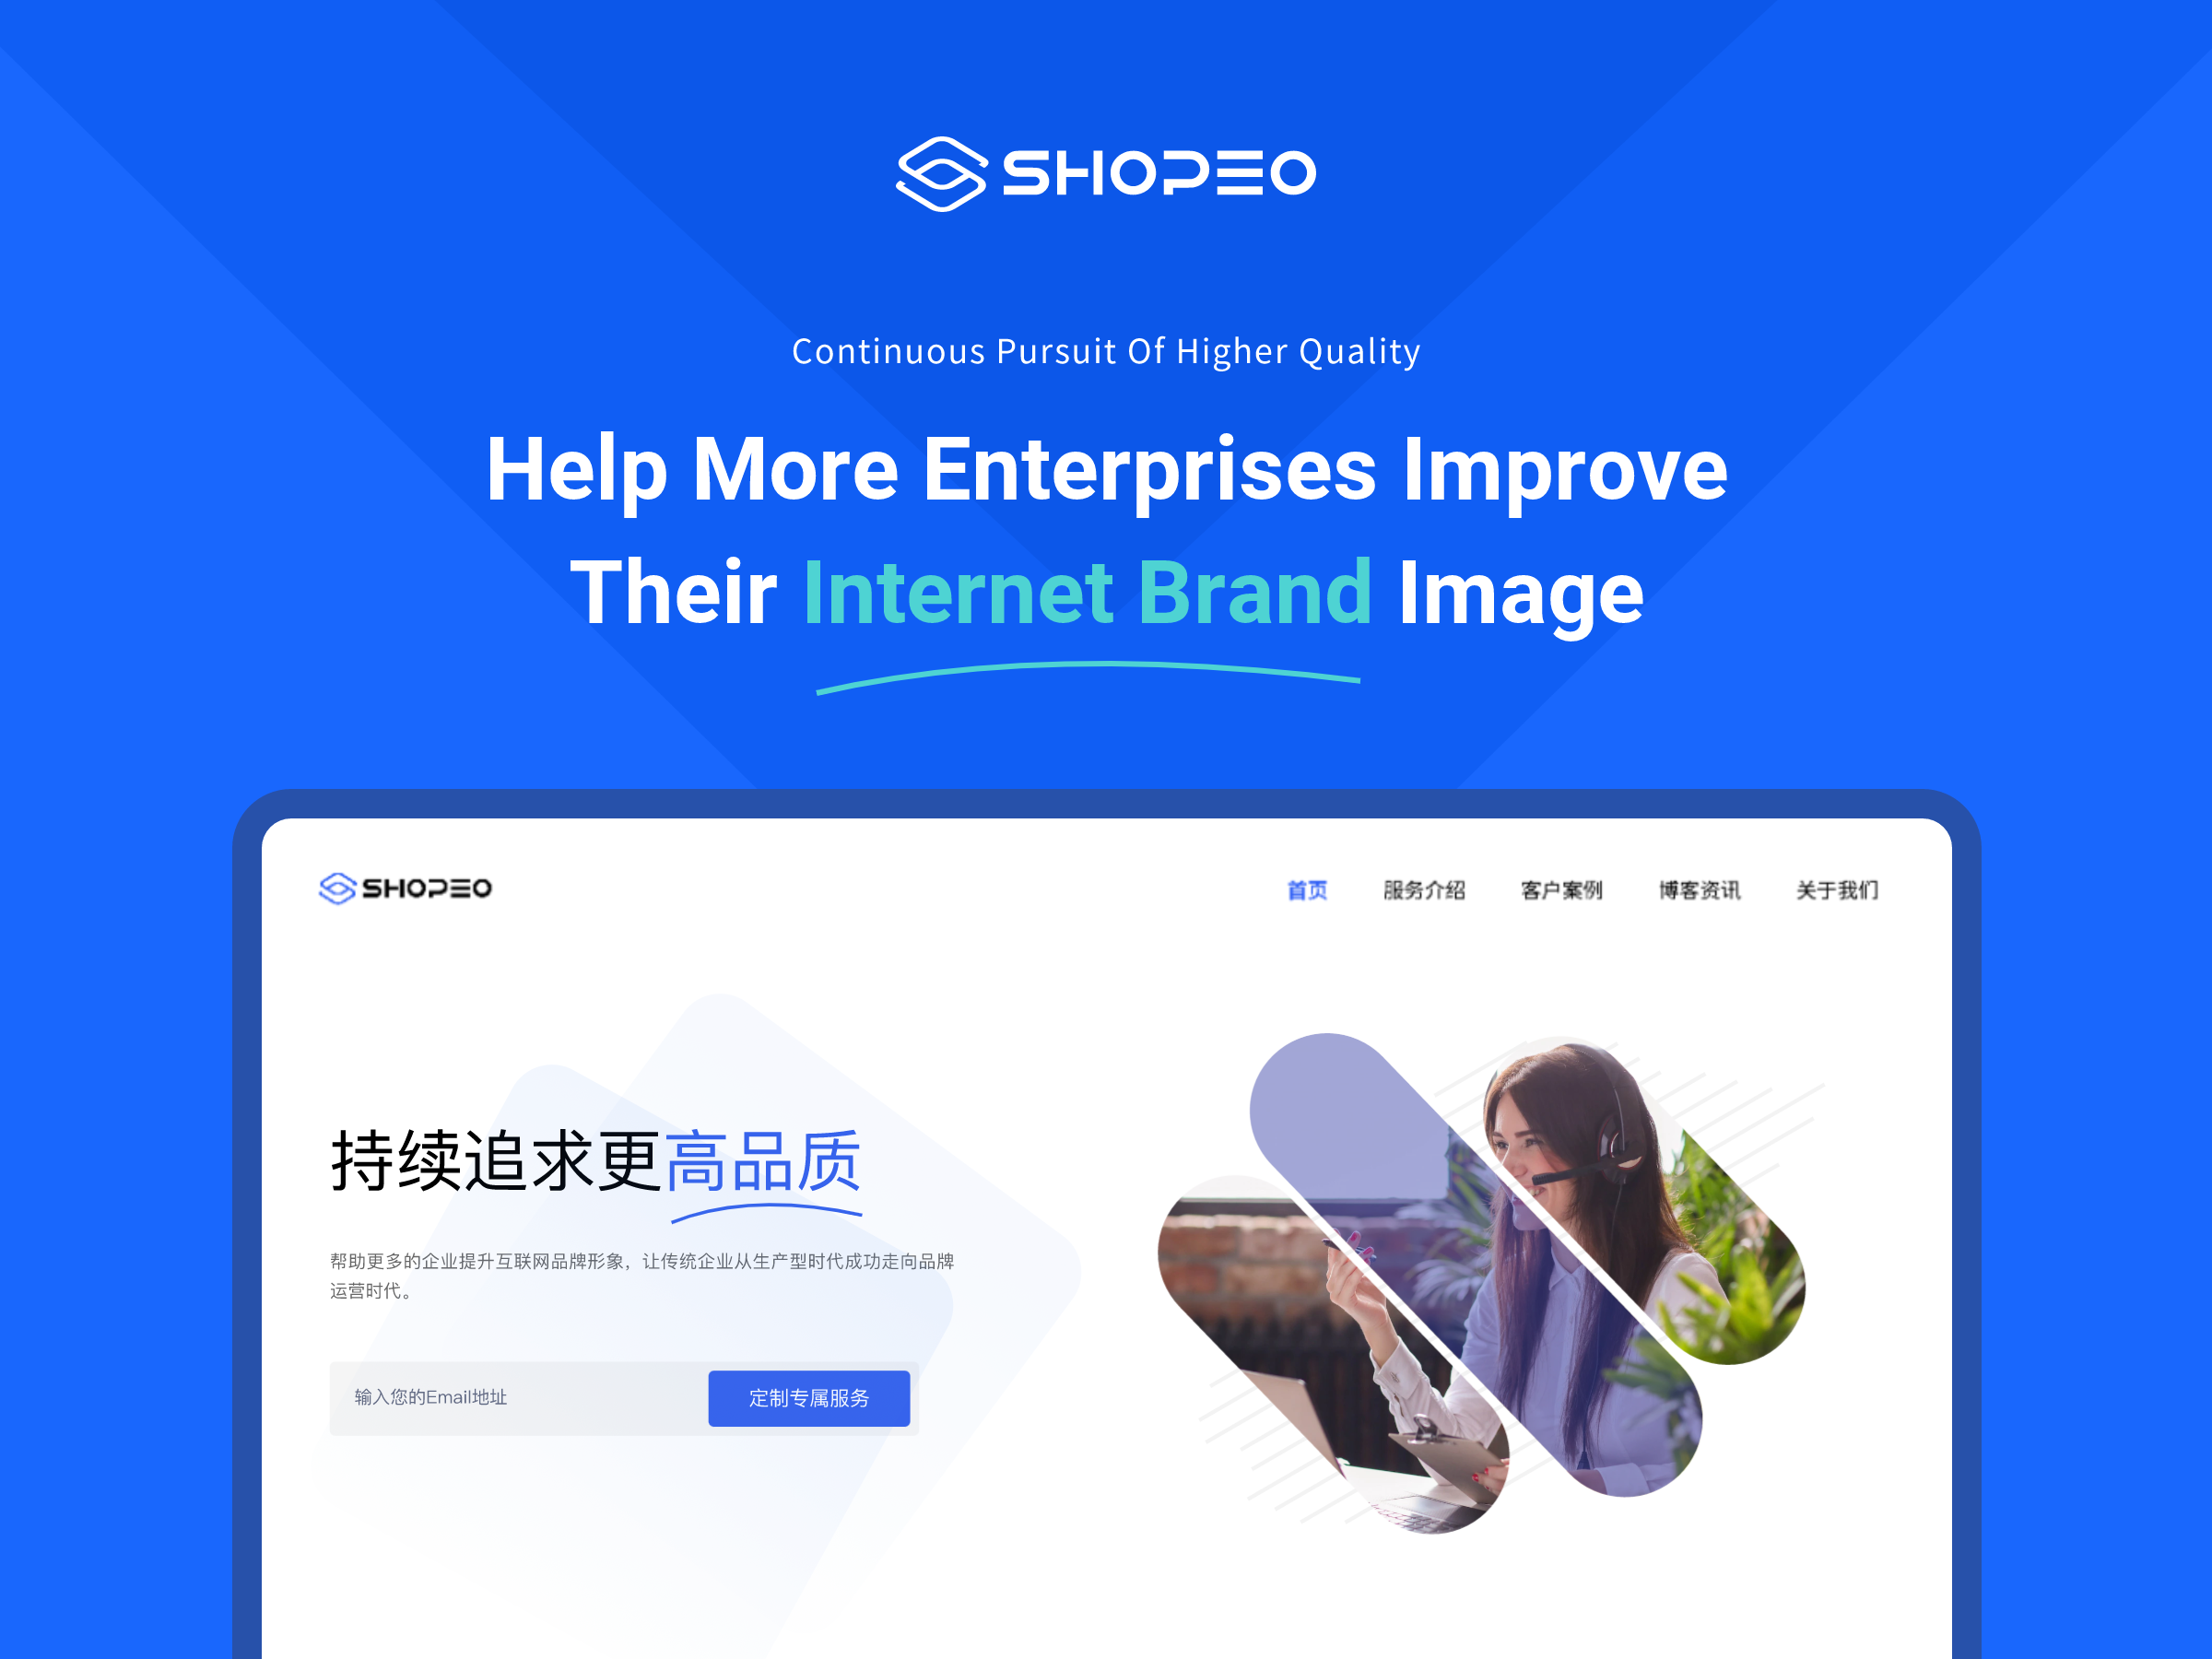 SHOPEO
Continuous Pursuit Of Higher Quality
Help More Enterprises Improve
Their Internet Brand Image
SHOPEO
首页 服务介绍 客户案例 博客资讯 关于我们
持续追求更高品质
帮助更多的企业提升互联网品牌形象，让传统企业从生产型时代成功走向品牌
运营时代。
输入您的Email地址 定制专属服务